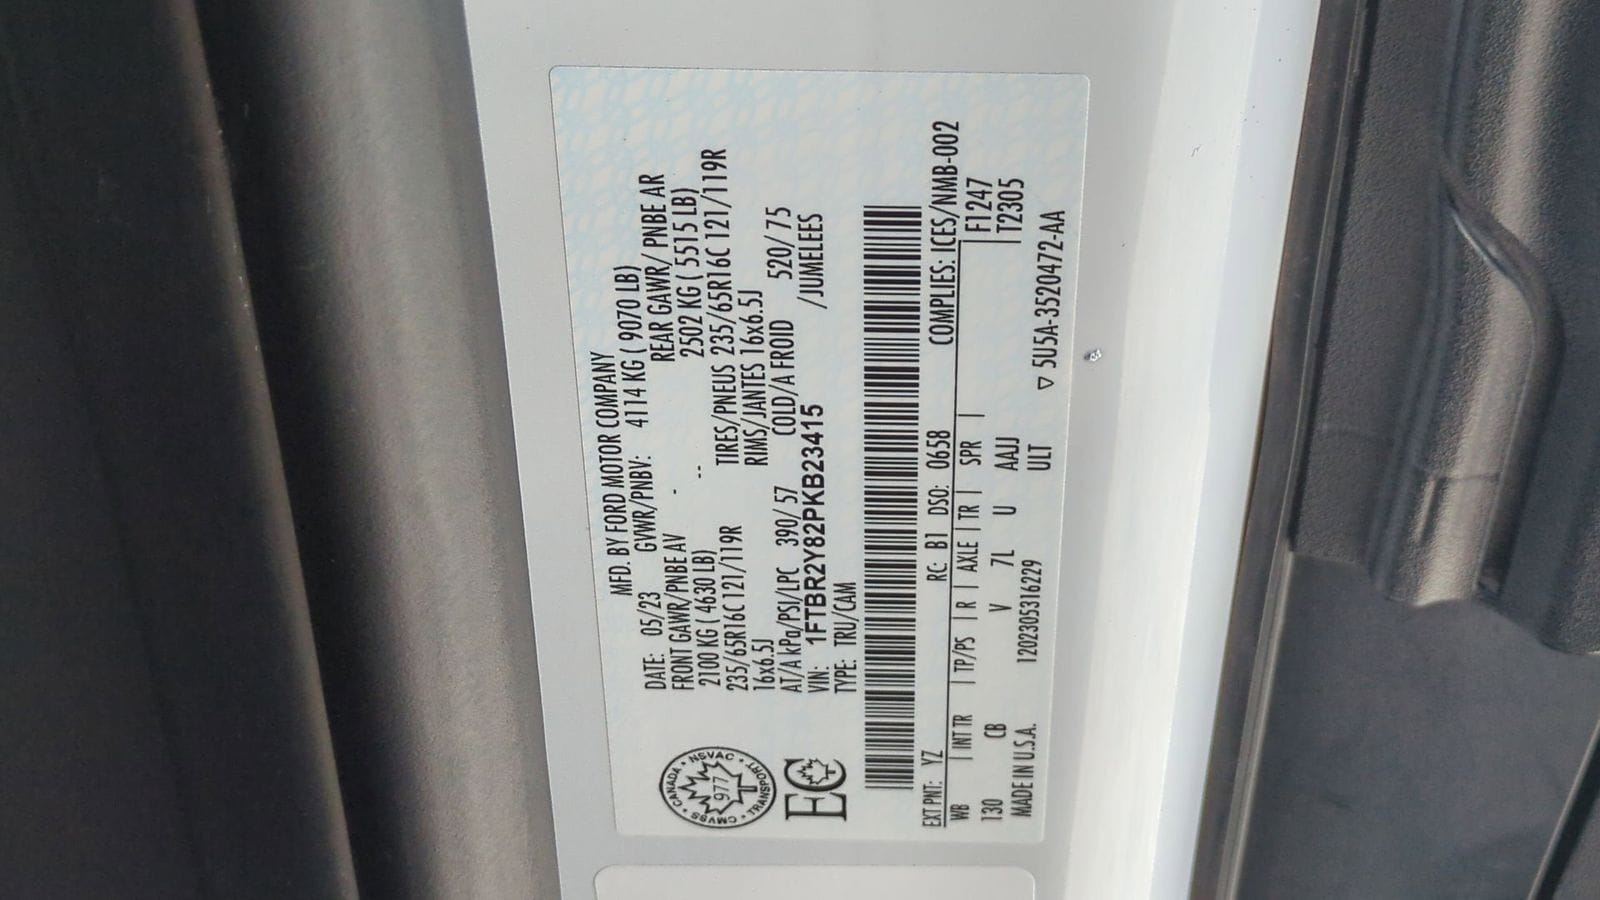 MFD. BY FORD MOTOR COMPANY
DATE: 05/23 GVWR/PNBV: 4114 KG ( 9070 LB)
FRONT GAWR/PNBE AV - REAR GAWR/ PNBE AR
2100 KG ( 4630 LB) -- 2502 KG ( 5515 LB)
235/65R16C 121/119R TIRES/PNEUS 235/65R16C 121/119R
16x6.5J RIMS/JANTES 16x6.5J
AT/A kPa/PSI/LPC 390/ 57 COLD/A FROID 520/ 75
VIN: 1FTBR2Y82PKB23415 /JUMELEES
TYPE: TRU/CAM
CANADA • NSVAC • TRANSPORT • CMVSS
977
EC
EXT PNT: YZ RC: B1 DSO: 0658 COMPLIES: ICES/NMB-002
WB | INT TR | TP/PS | R | AXLE | TR | SPR | F1247
130 CB V 7L U AAJJ T2305
MADE IN U.S.A. 1202305316229 ULT
▽ 5U5A-3520472-AA